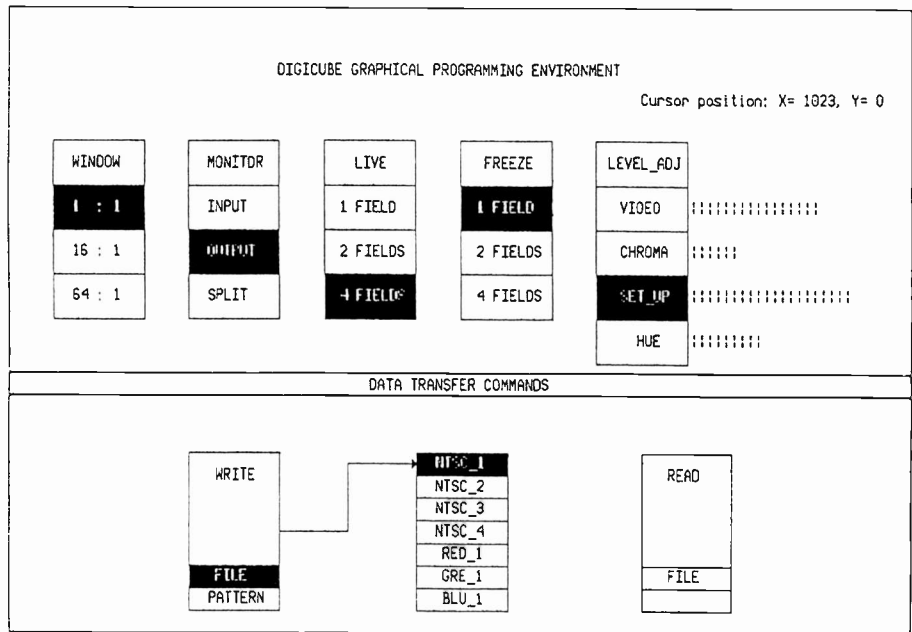 DIGICUBE GRAPHICAL PROGRAMMING ENVIRONMENT
Cursor position: X= 1023, Y= 0
WINDOW
1 : 1
16 : 1
64 : 1
MONITOR
INPUT
OUTPUT
SPLIT
LIVE
1 FIELD
2 FIELDS
4 FIELDS
FREEZE
1 FIELD
2 FIELDS
4 FIELDS
LEVEL_ADJ
VIDEO
CHROMA
SET_UP
HUE
DATA TRANSFER COMMANDS
WRITE
FILE
PATTERN
NTSC_1
NTSC_2
NTSC_3
NTSC_4
RED_1
GRE_1
BLU_1
READ
FILE